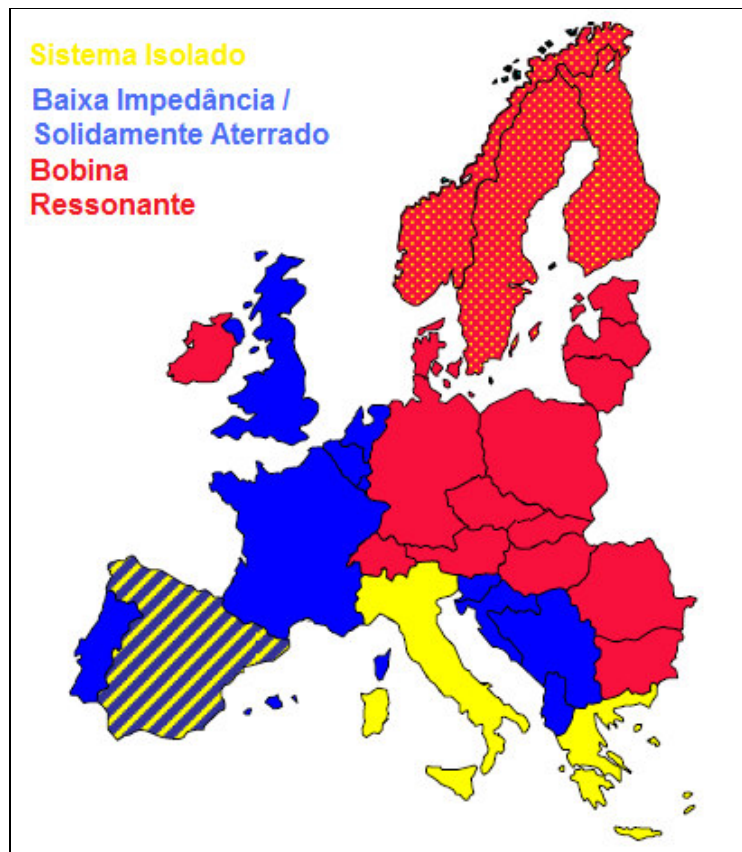 Sistema Isolado
Baixa Impedância /
Solidamente Aterrado
Bobina
Ressonante